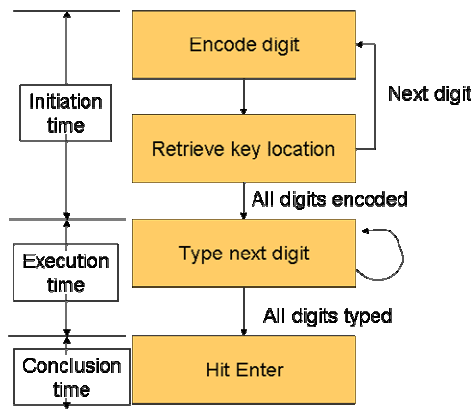 Encode digit
Next digit
Initiation
time
Retrieve key location
All digits encoded
Type next digit
Execution
time
All digits typed
Conclusion
time
Hit Enter